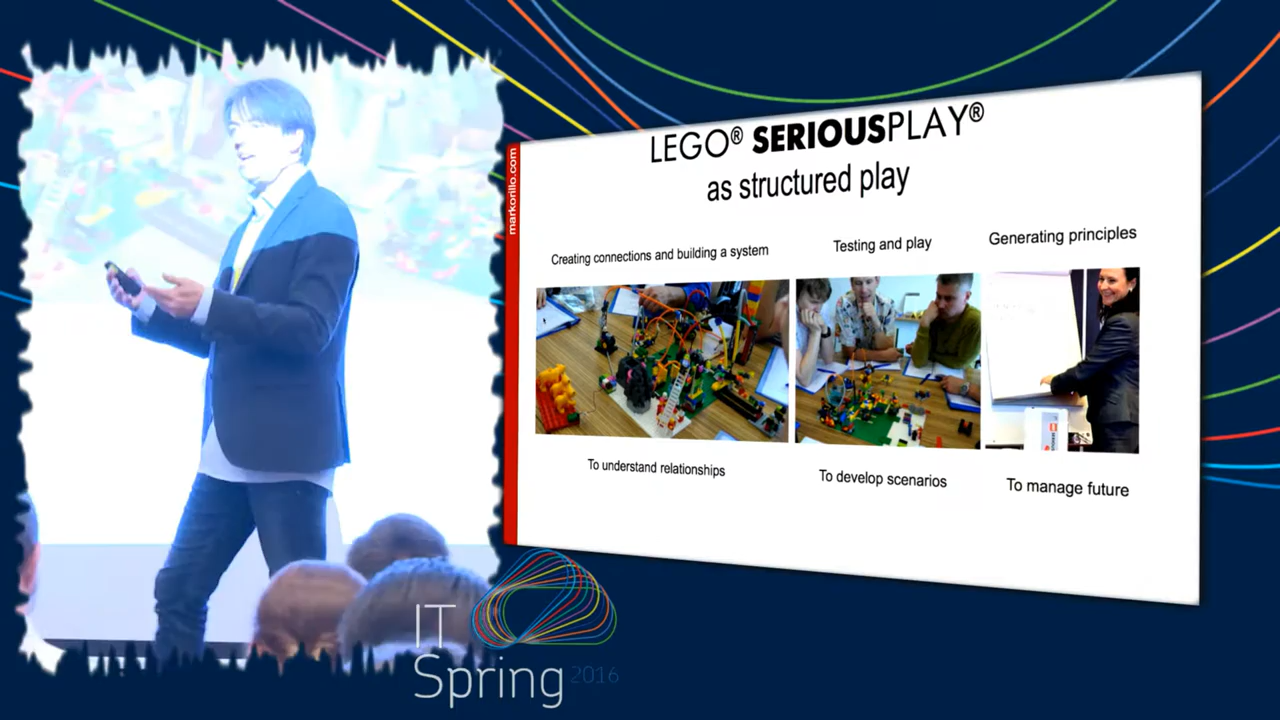 LEGO® SERIOUSPLAY®
as structured play
markorillo.com
Creating connections and building a system
Testing and play
Generating principles
To understand relationships
To develop scenarios
To manage future
IT
Spring 2016